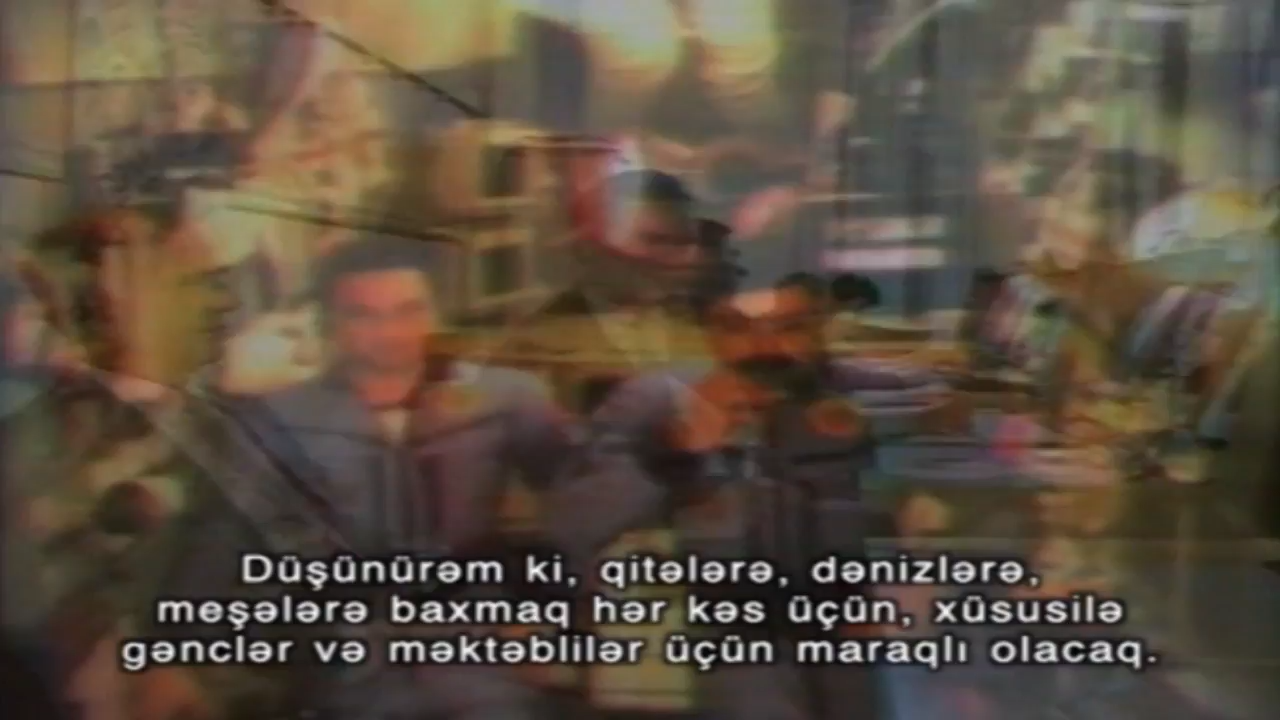 Düşünürəm ki, qitələrə, dənizlərə,
meşələrə baxmaq hər kəs üçün, xüsusilə
gənclər və məktəblilər üçün maraqlı olacaq.